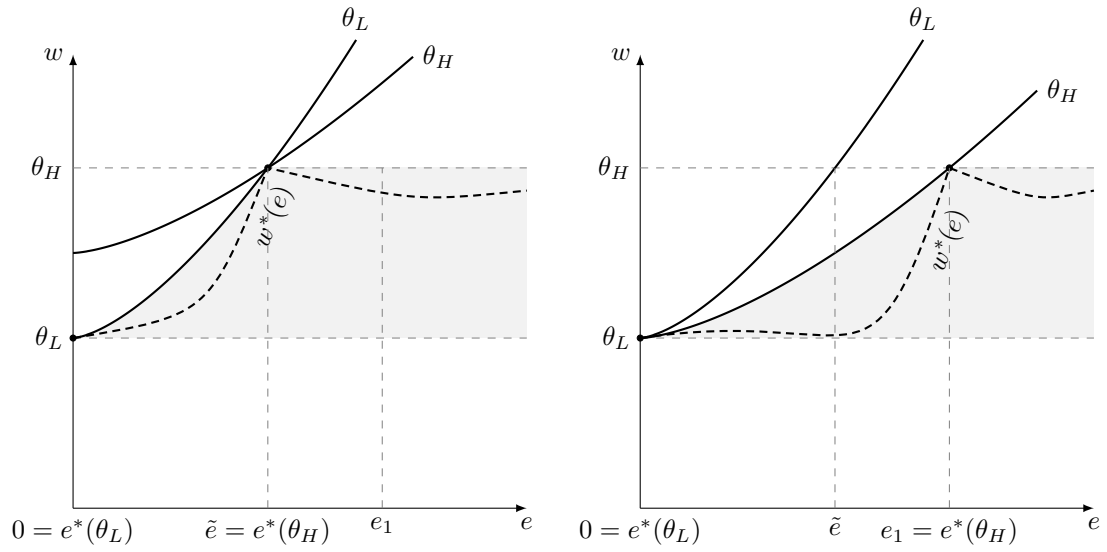 θ_L
w
θ_H
θ_H
w*(e)
θ_L
0 = e*(θ_L)
ẽ = e*(θ_H)
e_1
e
θ_L
w
θ_H
θ_H
w*(e)
θ_L
0 = e*(θ_L)
ẽ
e_1 = e*(θ_H)
e